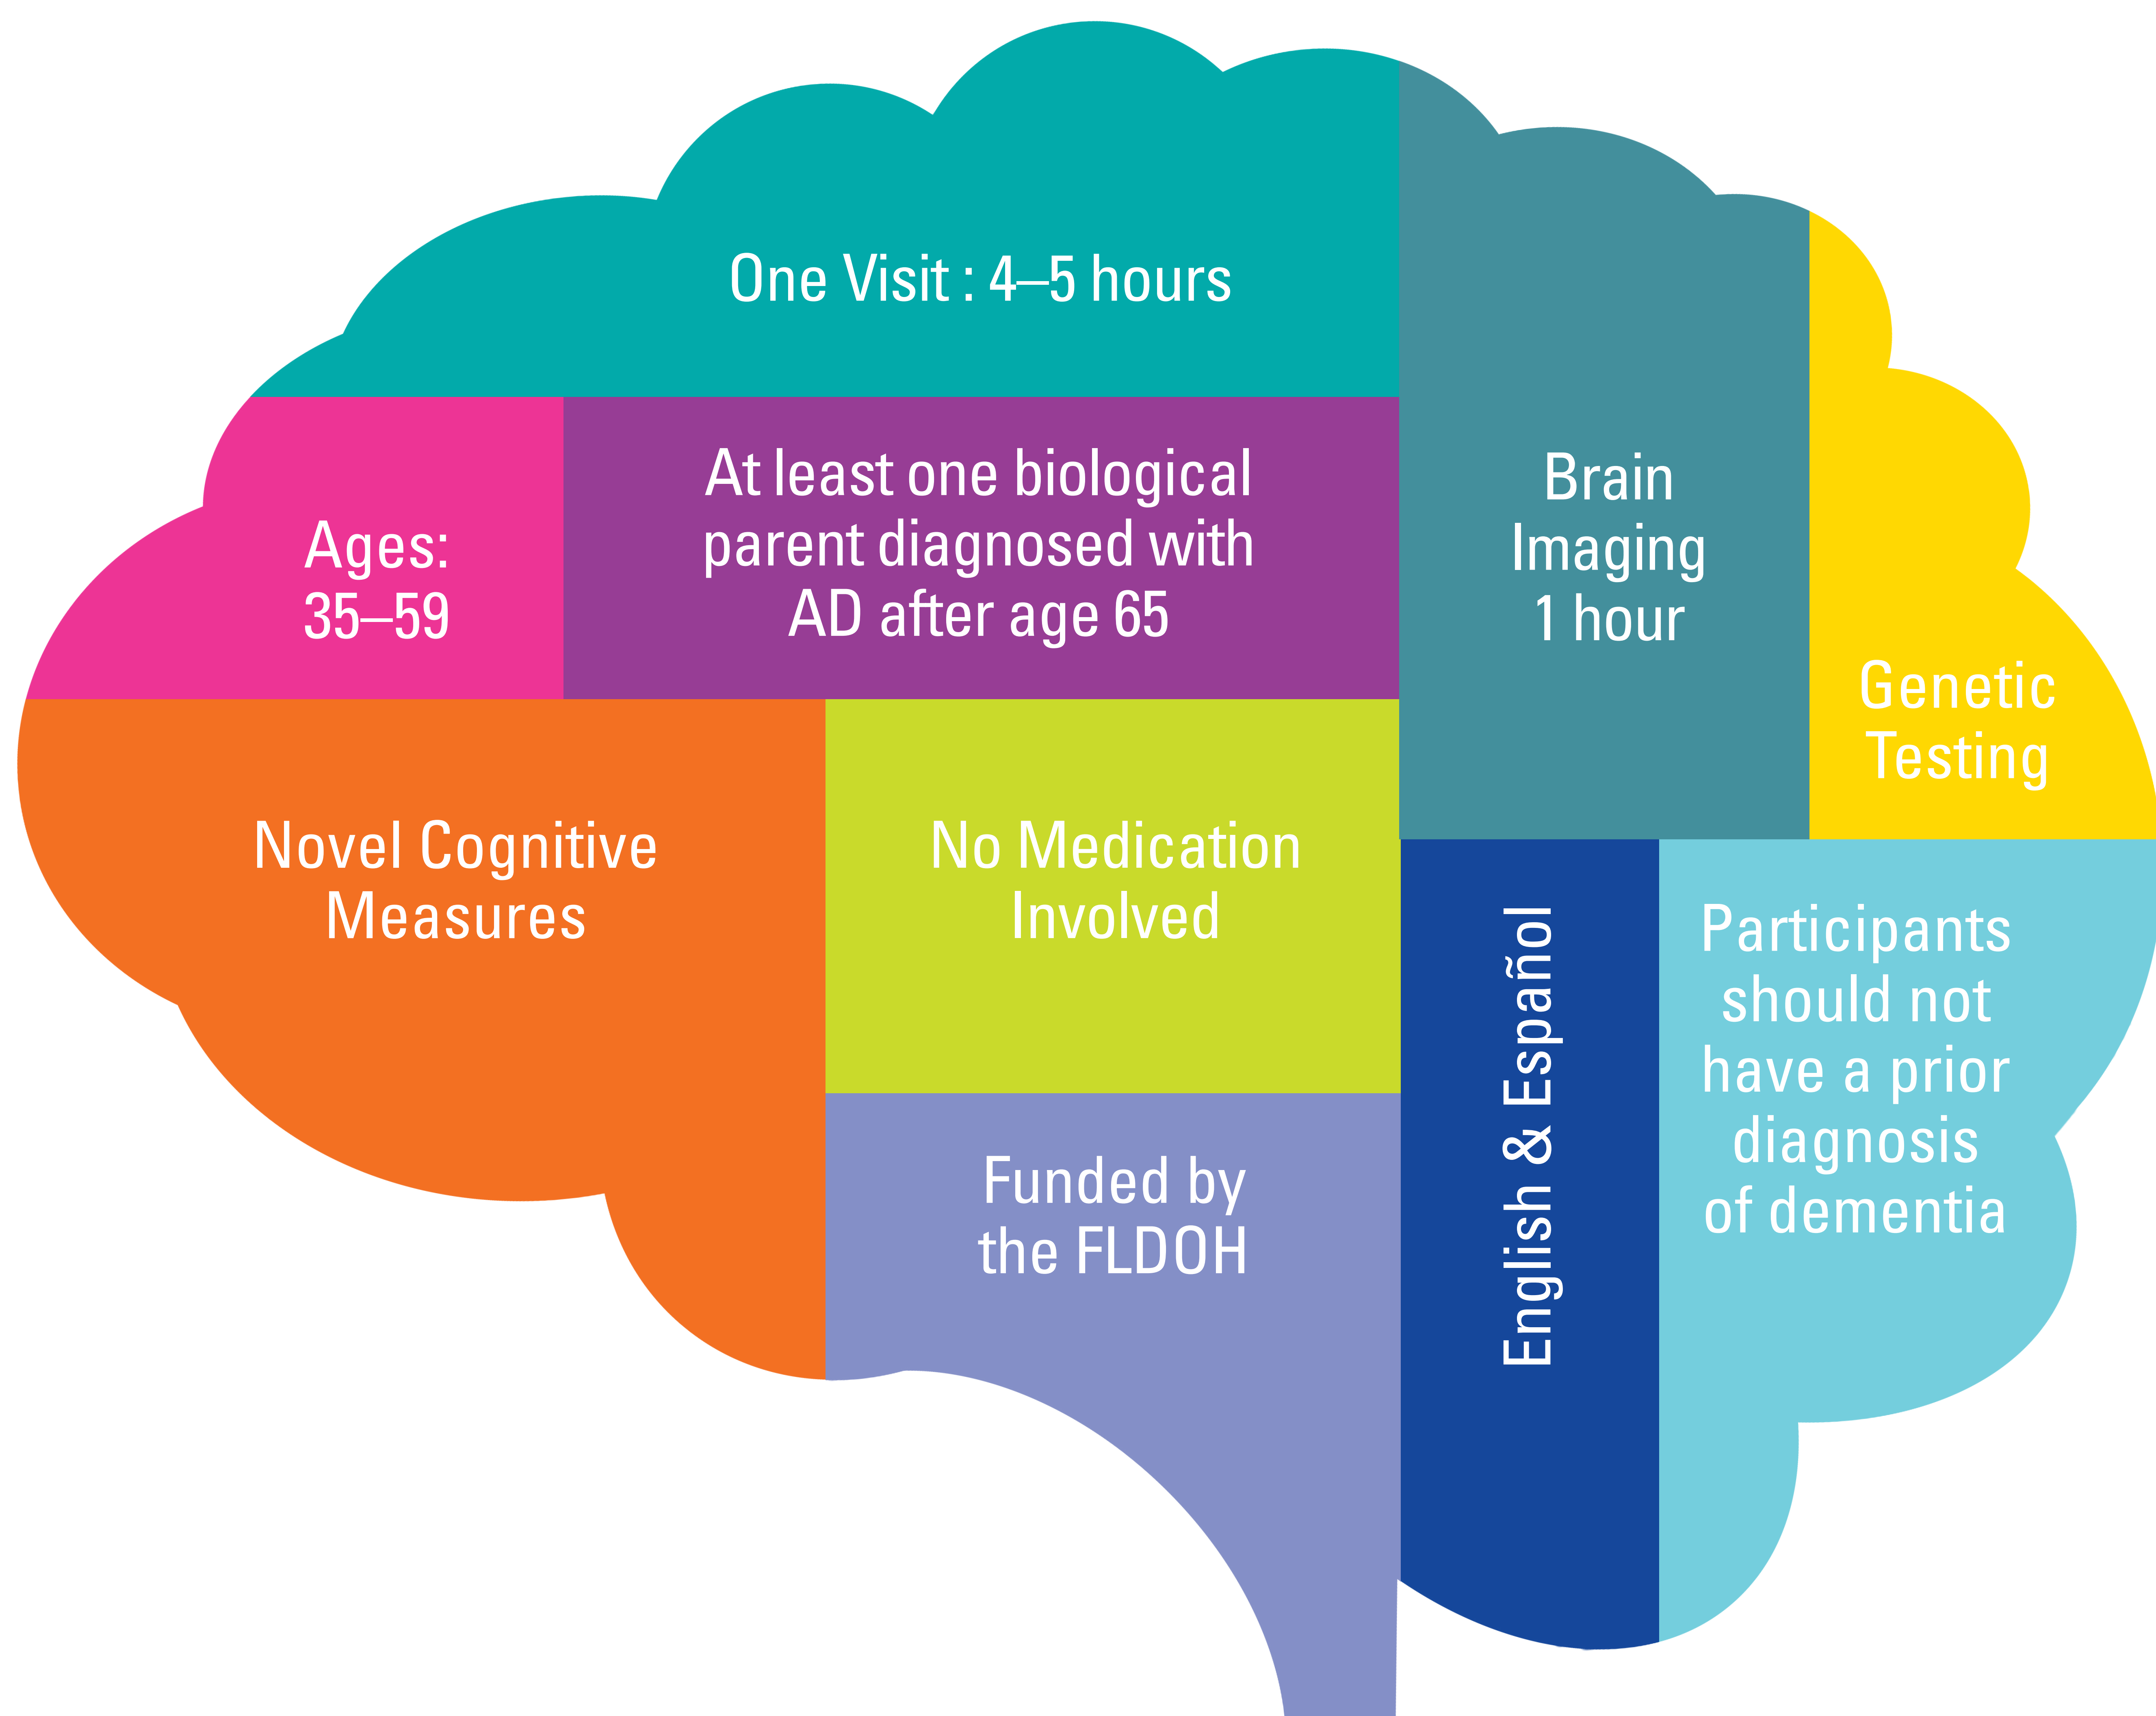 One Visit : 4–5 hours
Ages:
35–59
At least one biological
parent diagnosed with
AD after age 65
Brain
Imaging
1 hour
Genetic
Testing
Novel Cognitive
Measures
No Medication
Involved
Funded by
the FLDOH
English & Español
Participants
should not
have a prior
diagnosis
of dementia